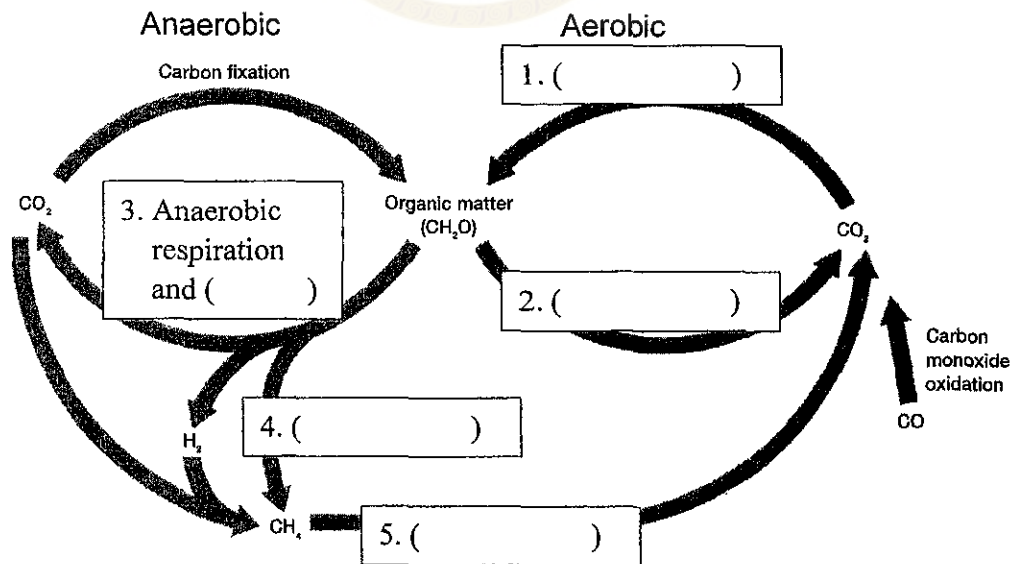 Anaerobic
Aerobic
Carbon fixation
1. ( )
CO₂
3. Anaerobic
respiration
and ( )
Organic matter
(CH₂O)
CO₂
2. ( )
Carbon
monoxide
oxidation
CO
H₂
4. ( )
CH₄
5. ( )